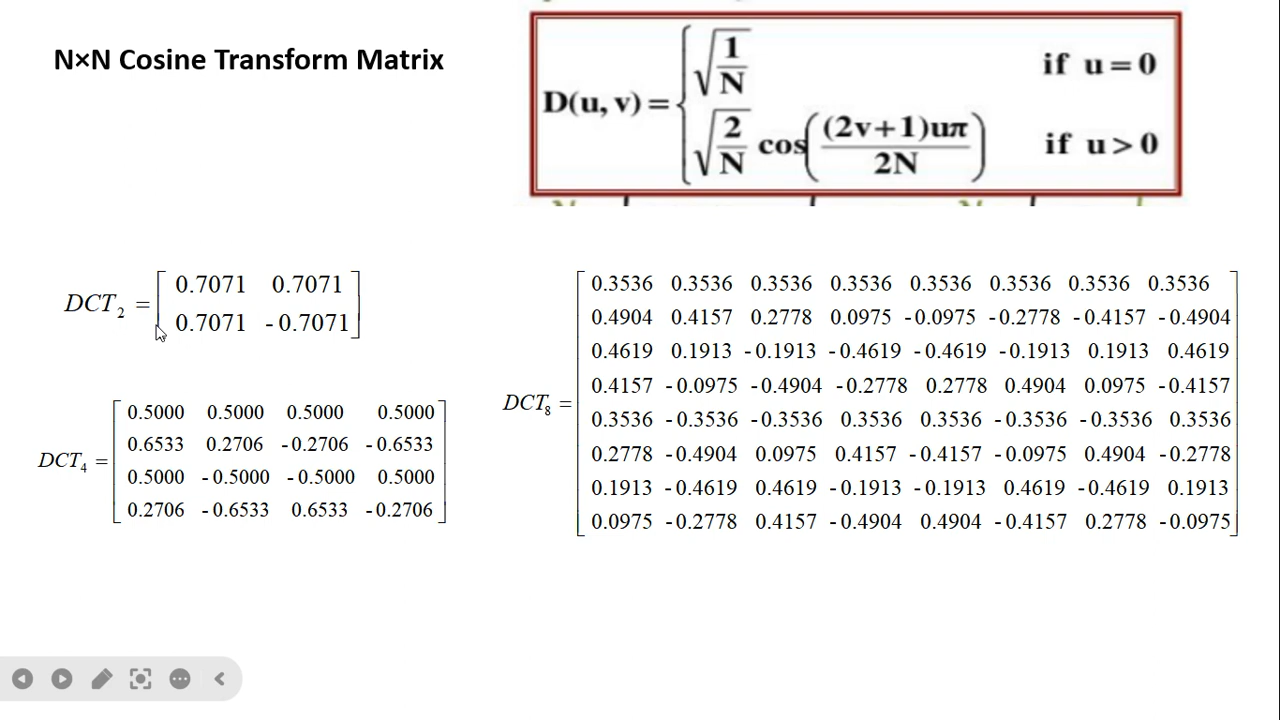 N×N Cosine Transform Matrix
D(u, v) = { √(1/N) if u = 0
√(2/N) cos((2v+1)uπ / 2N) if u > 0
DCT₂ =
0.7071 0.7071
0.7071 -0.7071
DCT₄ =
0.5000 0.5000 0.5000 0.5000
0.6533 0.2706 -0.2706 -0.6533
0.5000 -0.5000 -0.5000 0.5000
0.2706 -0.6533 0.6533 -0.2706
DCT₈ =
0.3536 0.3536 0.3536 0.3536 0.3536 0.3536 0.3536 0.3536
0.4904 0.4157 0.2778 0.0975 -0.0975 -0.2778 -0.4157 -0.4904
0.4619 0.1913 -0.1913 -0.4619 -0.4619 -0.1913 0.1913 0.4619
0.4157 -0.0975 -0.4904 -0.2778 0.2778 0.4904 0.0975 -0.4157
0.3536 -0.3536 -0.3536 0.3536 0.3536 -0.3536 -0.3536 0.3536
0.2778 -0.4904 0.0975 0.4157 -0.4157 -0.0975 0.4904 -0.2778
0.1913 -0.4619 0.4619 -0.1913 -0.1913 0.4619 -0.4619 0.1913
0.0975 -0.2778 0.4157 -0.4904 0.4904 -0.4157 0.2778 -0.0975